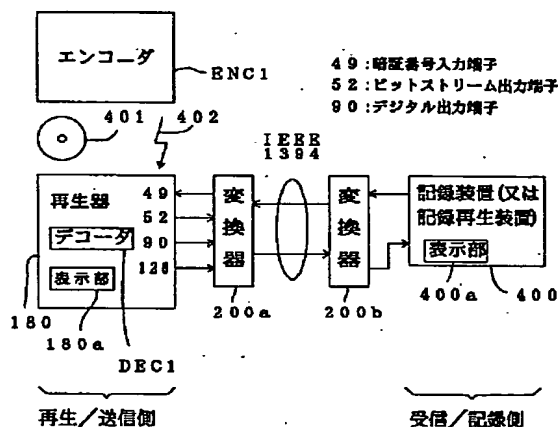 エンコーダ
ENC1
49:暗証番号入力端子
52:ビットストリーム出力端子
90:デジタル出力端子
401
402
IEEE
1394
再生器
49
52
90
128
デコーダ
表示部
変換器
変換器
記録装置(又は
記録再生装置)
表示部
180
180a
200a
200b
400a
400
DEC1
再生/送信側
受信/記録側